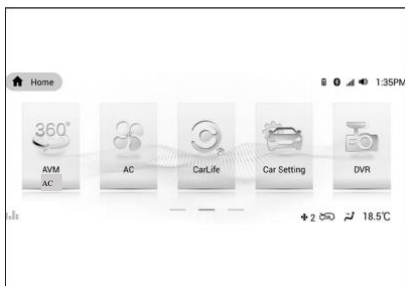 Home
1:35PM
360°
AVM
AC
AC
CarLife
Car Setting
DVR
2
18.5℃